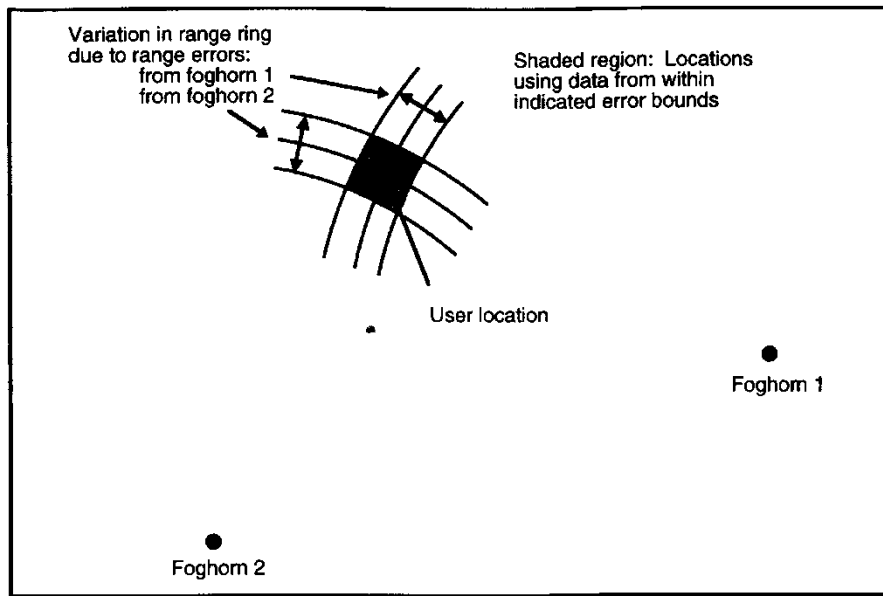 Variation in range ring
due to range errors:
from foghorn 1
from foghorn 2
Shaded region: Locations
using data from within
indicated error bounds
User location
Foghorn 1
Foghorn 2